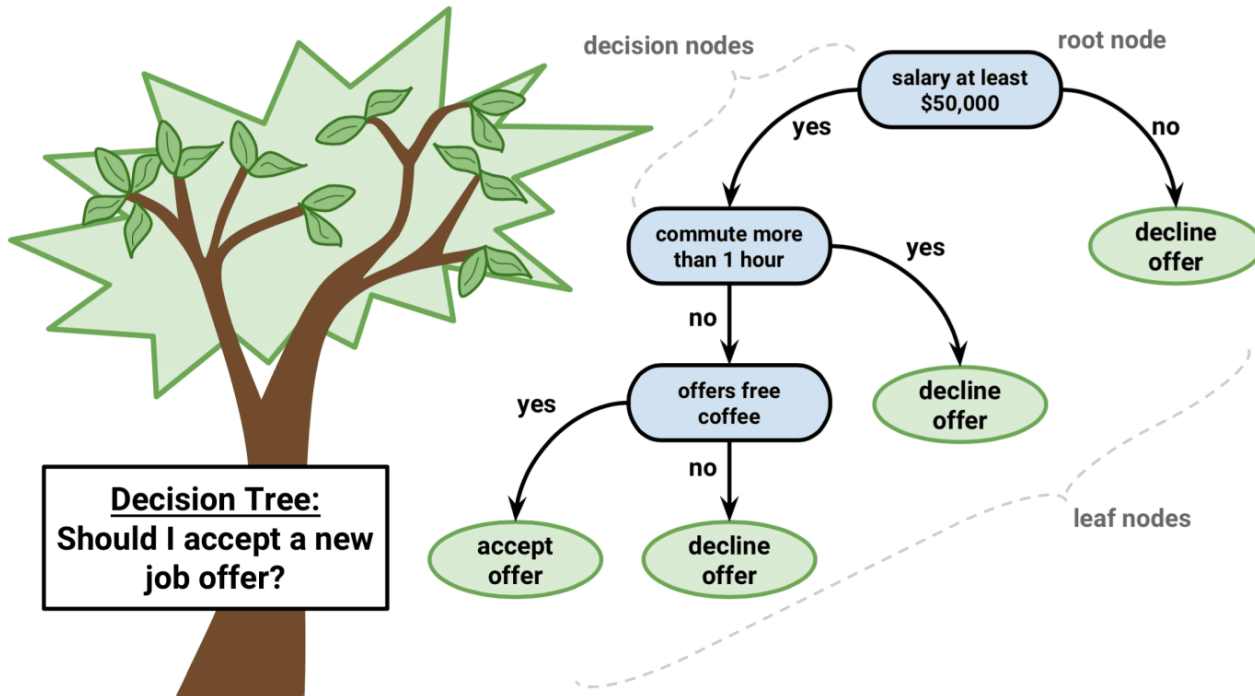 decision nodes
root node
salary at least
$50,000
yes
no
commute more
than 1 hour
yes
decline
offer
no
offers free
coffee
yes
decline
offer
no
Decision Tree:
Should I accept a new
job offer?
accept
offer
decline
offer
leaf nodes